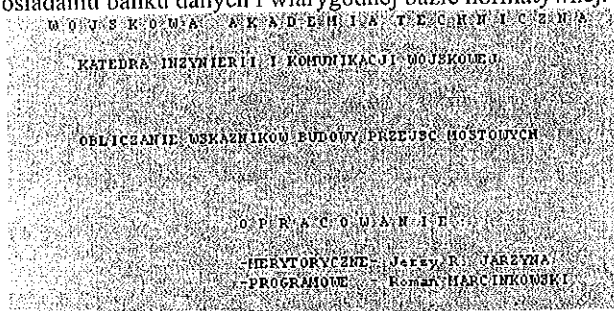 osiadaniu banku danych i wiarygodnej bazie normatywnej.
W O J S K O W A   A K A D E M I A   T E C H N I C Z N A
KATEDRA INZYNIERII I KOMUNIKACJI WOJSKOWEJ
OBLICZANIE WSKAZNIKOW BUDOWY PRZEJSC MOSTOWYCH
O P R A C O W A N I E
-MERYTORYCZNE- Jerzy R. JARZYNA
-PROGRAMOWE - Roman MARCINKOWSKI